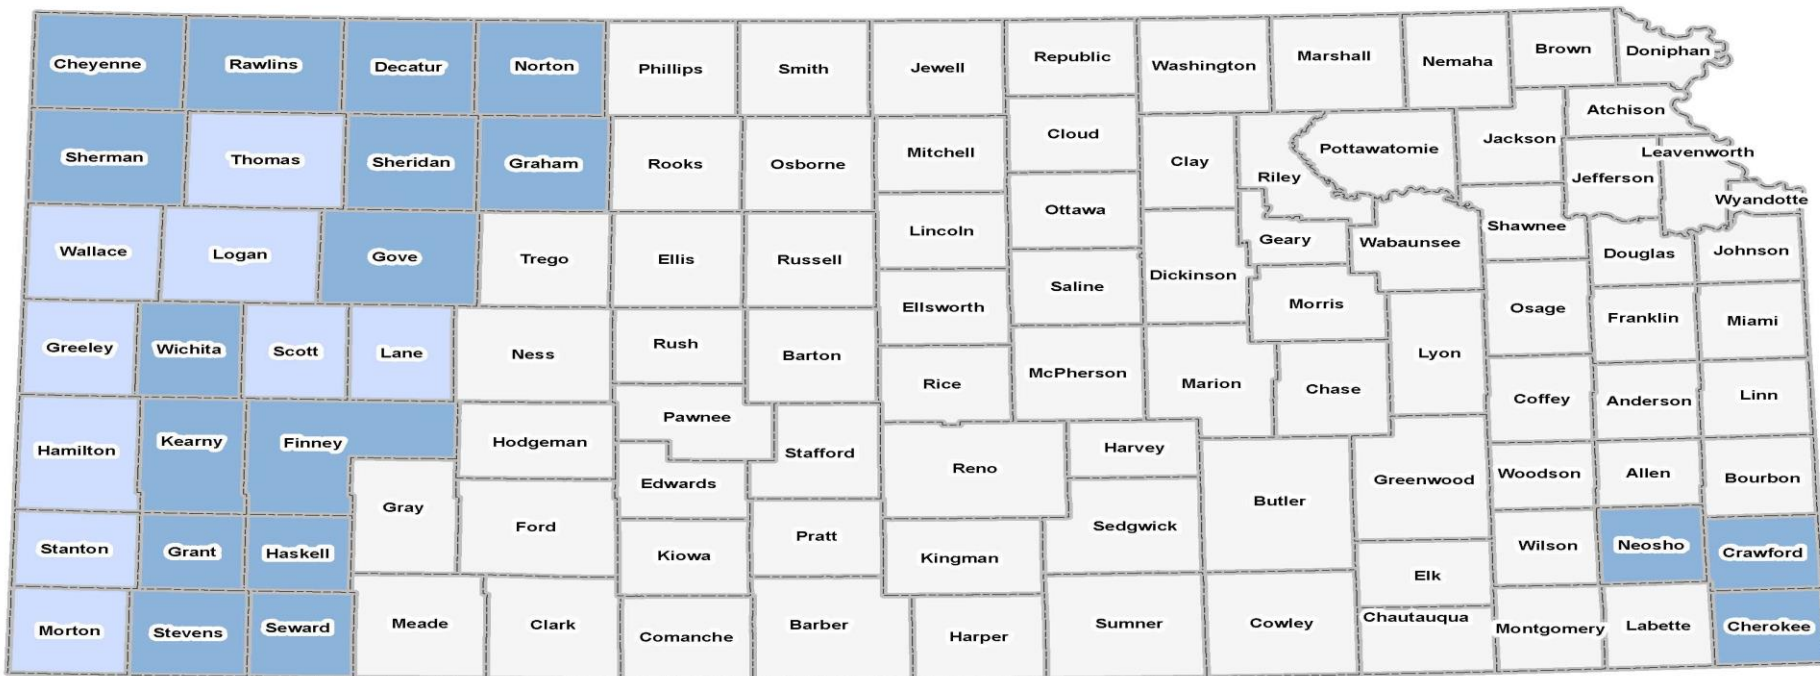 Cheyenne
Rawlins
Decatur
Norton
Phillips
Smith
Jewell
Republic
Washington
Marshall
Nemaha
Brown
Doniphan
Atchison
Sherman
Thomas
Sheridan
Graham
Rooks
Osborne
Mitchell
Cloud
Clay
Riley
Pottawatomie
Jackson
Jefferson
Leavenworth
Wyandotte
Wallace
Logan
Gove
Trego
Ellis
Russell
Lincoln
Ottawa
Geary
Wabaunsee
Shawnee
Douglas
Johnson
Ellsworth
Saline
Dickinson
Morris
Osage
Franklin
Miami
Greeley
Wichita
Scott
Lane
Ness
Rush
Barton
Rice
McPherson
Marion
Chase
Lyon
Coffey
Anderson
Linn
Hamilton
Kearny
Finney
Hodgeman
Pawnee
Stafford
Edwards
Reno
Harvey
Butler
Greenwood
Woodson
Allen
Bourbon
Gray
Ford
Stanton
Grant
Haskell
Kiowa
Pratt
Kingman
Sedgwick
Elk
Wilson
Neosho
Crawford
Morton
Stevens
Seward
Meade
Clark
Comanche
Barber
Harper
Sumner
Cowley
Chautauqua
Montgomery
Labette
Cherokee